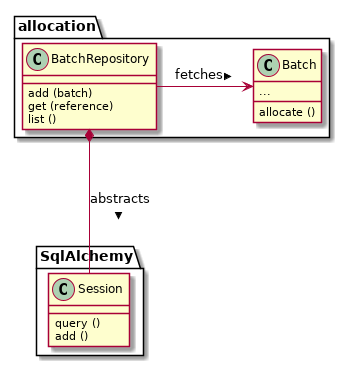 allocation
C BatchRepository
add (batch)
get (reference)
list ()
fetches
C Batch
...
allocate ()
abstracts
SqlAlchemy
C Session
query ()
add ()